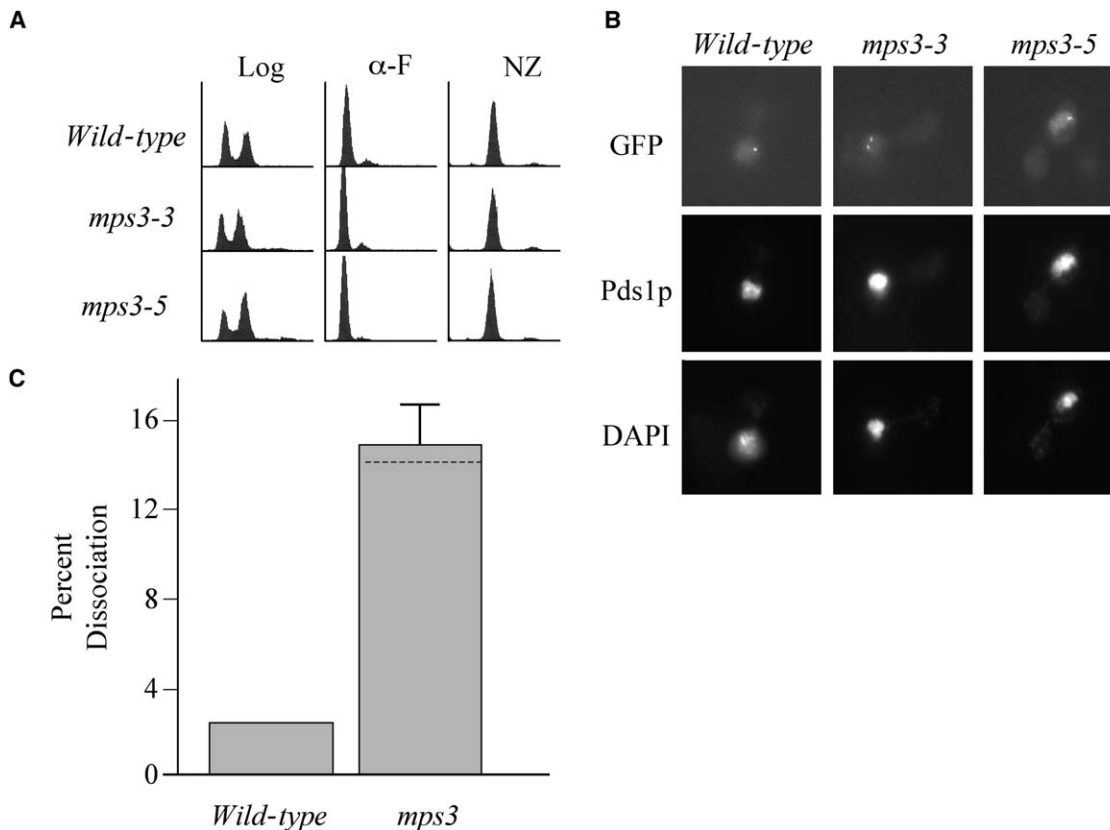 A
Log α-F NZ
Wild-type
mps3-3
mps3-5
B
Wild-type mps3-3 mps3-5
GFP
Pds1p
DAPI
C
16
12
8
4
0
Percent
Dissociation
Wild-type mps3